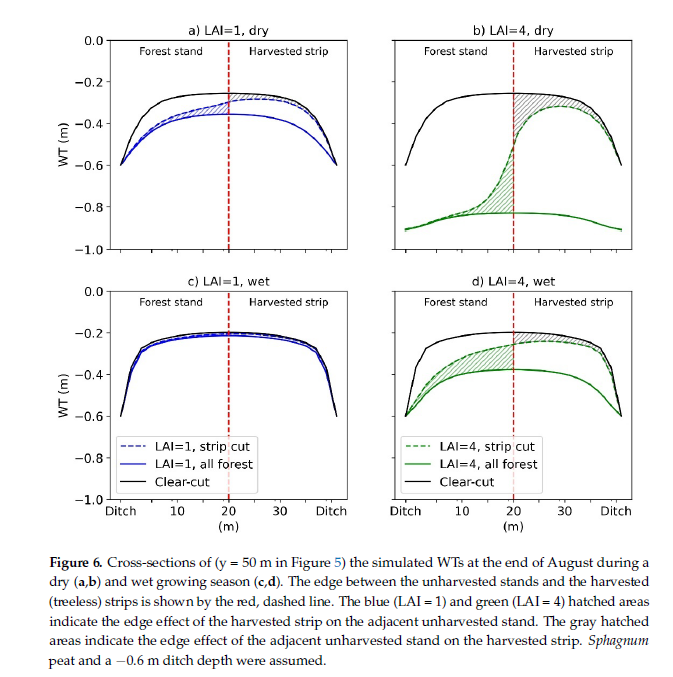 a) LAI=1, dry
b) LAI=4, dry
0.0
Forest stand
Harvested strip
Forest stand
Harvested strip
−0.2
−0.4
WT (m)
−0.6
−0.8
−1.0
c) LAI=1, wet
d) LAI=4, wet
0.0
Forest stand
Harvested strip
Forest stand
Harvested strip
−0.2
−0.4
WT (m)
−0.6
LAI=1, strip cut
LAI=4, strip cut
−0.8
LAI=1, all forest
LAI=4, all forest
Clear-cut
Clear-cut
−1.0
Ditch
10
20
30
Ditch
Ditch
10
20
30
Ditch
(m)
(m)
Figure 6. Cross-sections of (y = 50 m in Figure 5) the simulated WTs at the end of August during a
dry (a,b) and wet growing season (c,d). The edge between the unharvested stands and the harvested
(treeless) strips is shown by the red, dashed line. The blue (LAI = 1) and green (LAI = 4) hatched areas
indicate the edge effect of the harvested strip on the adjacent unharvested stand. The gray hatched
areas indicate the edge effect of the adjacent unharvested stand on the harvested strip. Sphagnum
peat and a −0.6 m ditch depth were assumed.